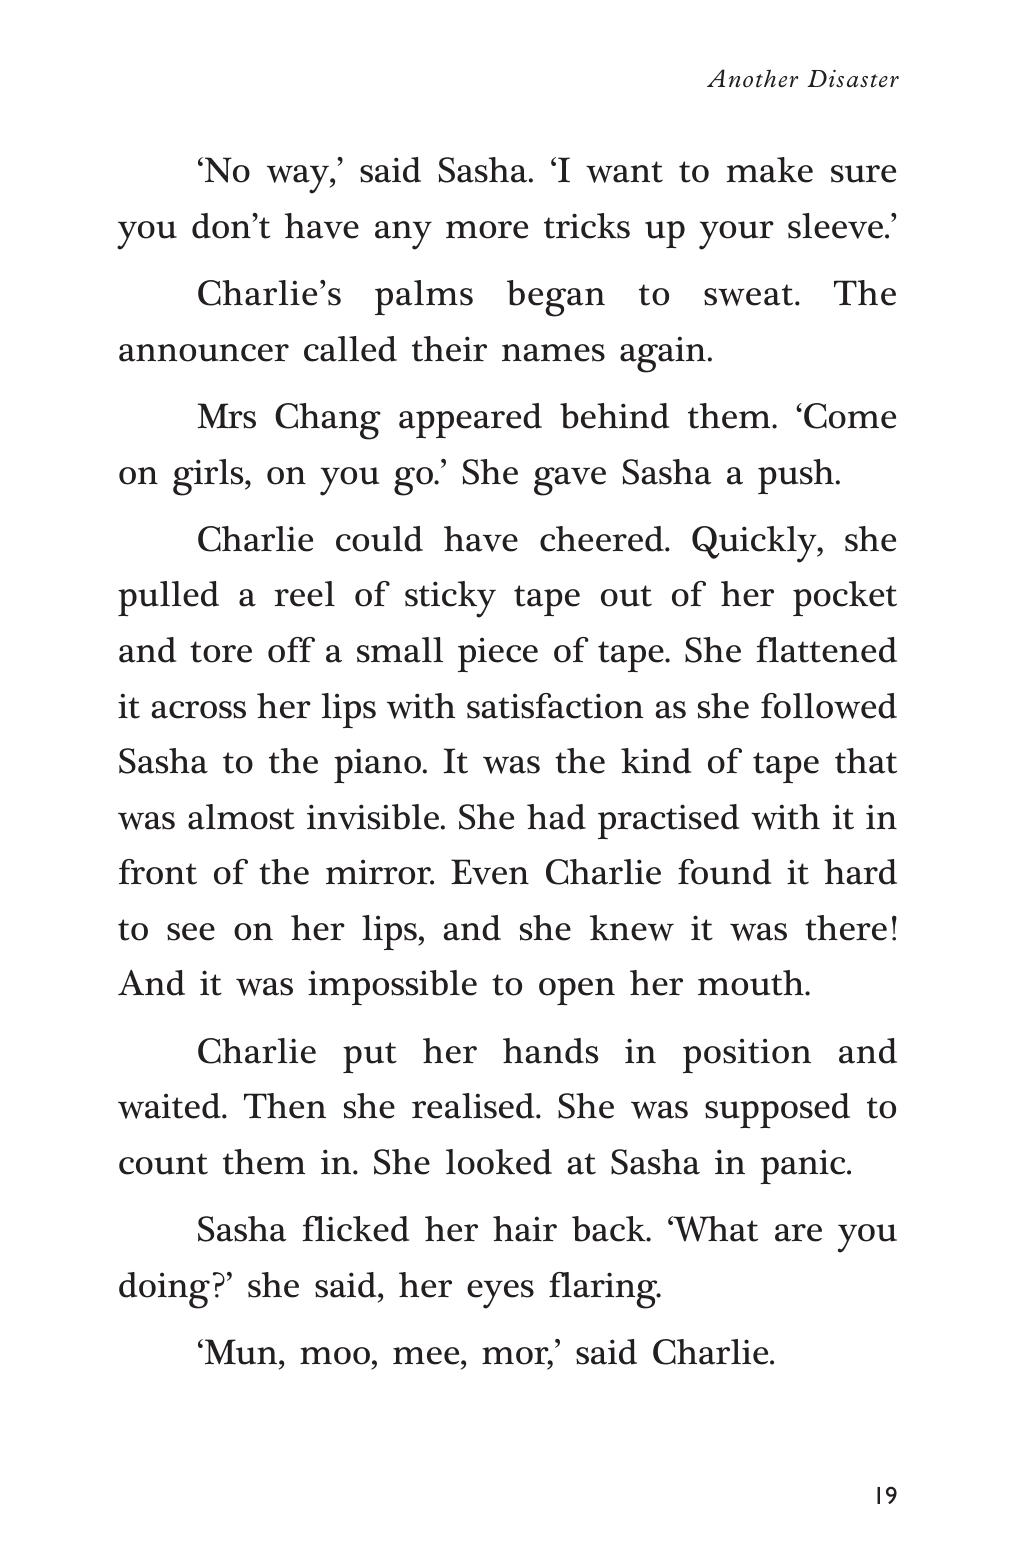 Another Disaster
‘No way,’ said Sasha. ‘I want to make sure
you don’t have any more tricks up your sleeve.’
Charlie’s palms began to sweat. The
announcer called their names again.
Mrs Chang appeared behind them. ‘Come
on girls, on you go.’ She gave Sasha a push.
Charlie could have cheered. Quickly, she
pulled a reel of sticky tape out of her pocket
and tore off a small piece of tape. She flattened
it across her lips with satisfaction as she followed
Sasha to the piano. It was the kind of tape that
was almost invisible. She had practised with it in
front of the mirror. Even Charlie found it hard
to see on her lips, and she knew it was there!
And it was impossible to open her mouth.
Charlie put her hands in position and
waited. Then she realised. She was supposed to
count them in. She looked at Sasha in panic.
Sasha flicked her hair back. ‘What are you
doing?’ she said, her eyes flaring.
‘Mun, moo, mee, mor,’ said Charlie.
19